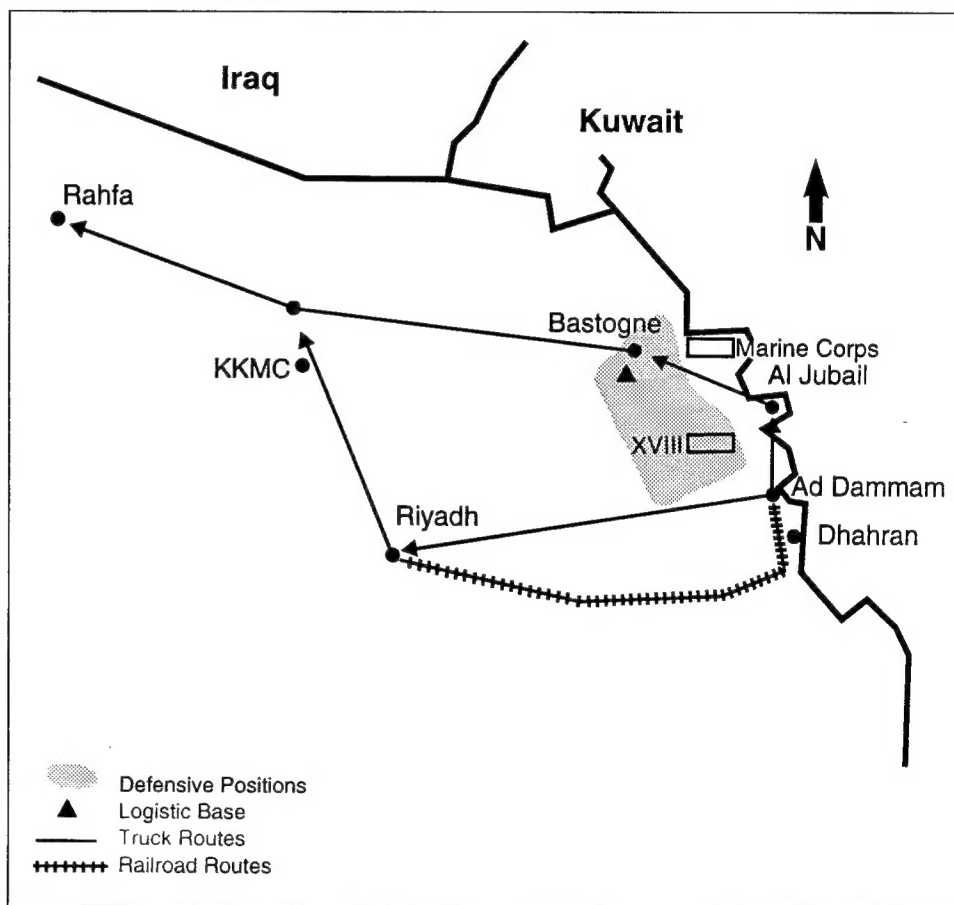 Iraq
Kuwait
Rahfa
N
Bastogne
Marine Corps
Al Jubail
KKMC
XVIII
Ad Dammam
Riyadh
Dhahran
Defensive Positions
Logistic Base
Truck Routes
Railroad Routes